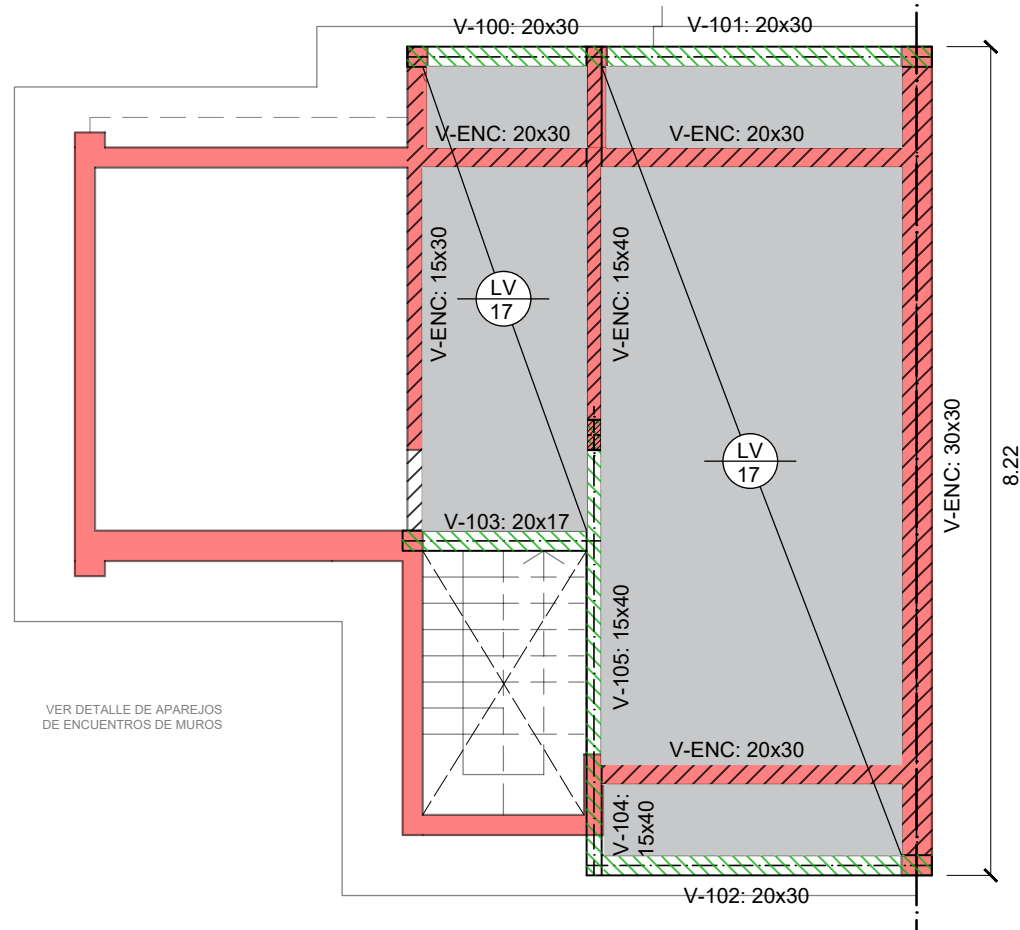 V-100: 20x30
V-101: 20x30
V-ENC: 20x30
V-ENC: 20x30
V-ENC: 15x30
V-ENC: 15x40
LV
17
LV
17
V-ENC: 30x30
8.22
V-103: 20x17
V-105: 15x40
VER DETALLE DE APAREJOS
DE ENCUENTROS DE MUROS
V-ENC: 20x30
V-104:
15x40
V-102: 20x30